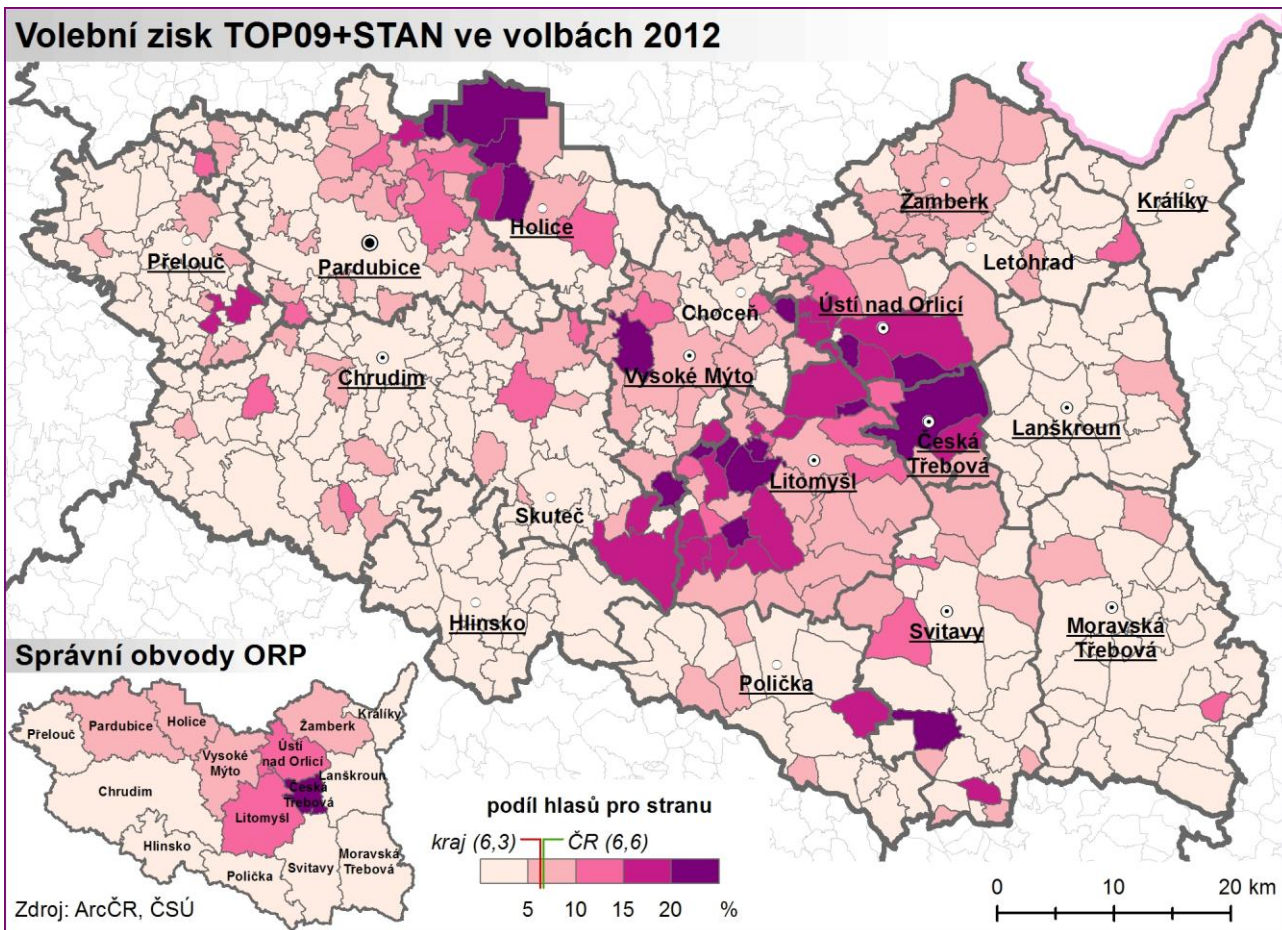 Volební zisk TOP09+STAN ve volbách 2012
Žamberk
Králíky
Holice
Přelouč
Pardubice
Letohrad
Ústí nad Orlicí
Choceň
Chrudim
Vysoké Mýto
Lanškroun
Česká
Třebová
Litomyšl
Skuteč
Hlinsko
Svitavy
Moravská
Třebová
Polička
Správní obvody ORP
Králíky
Pardubice
Holice
Žamberk
Přelouč
Vysoké
Mýto
Ústí
nad Orlicí
Lanškroun
Česká
Třebová
Chrudim
Litomyšl
Hlinsko
Svitavy
Moravská
Třebová
Polička
Zdroj: ArcČR, ČSÚ
podíl hlasů pro stranu
kraj (6,3) ČR (6,6)
5 10 15 20 %
0 10 20 km